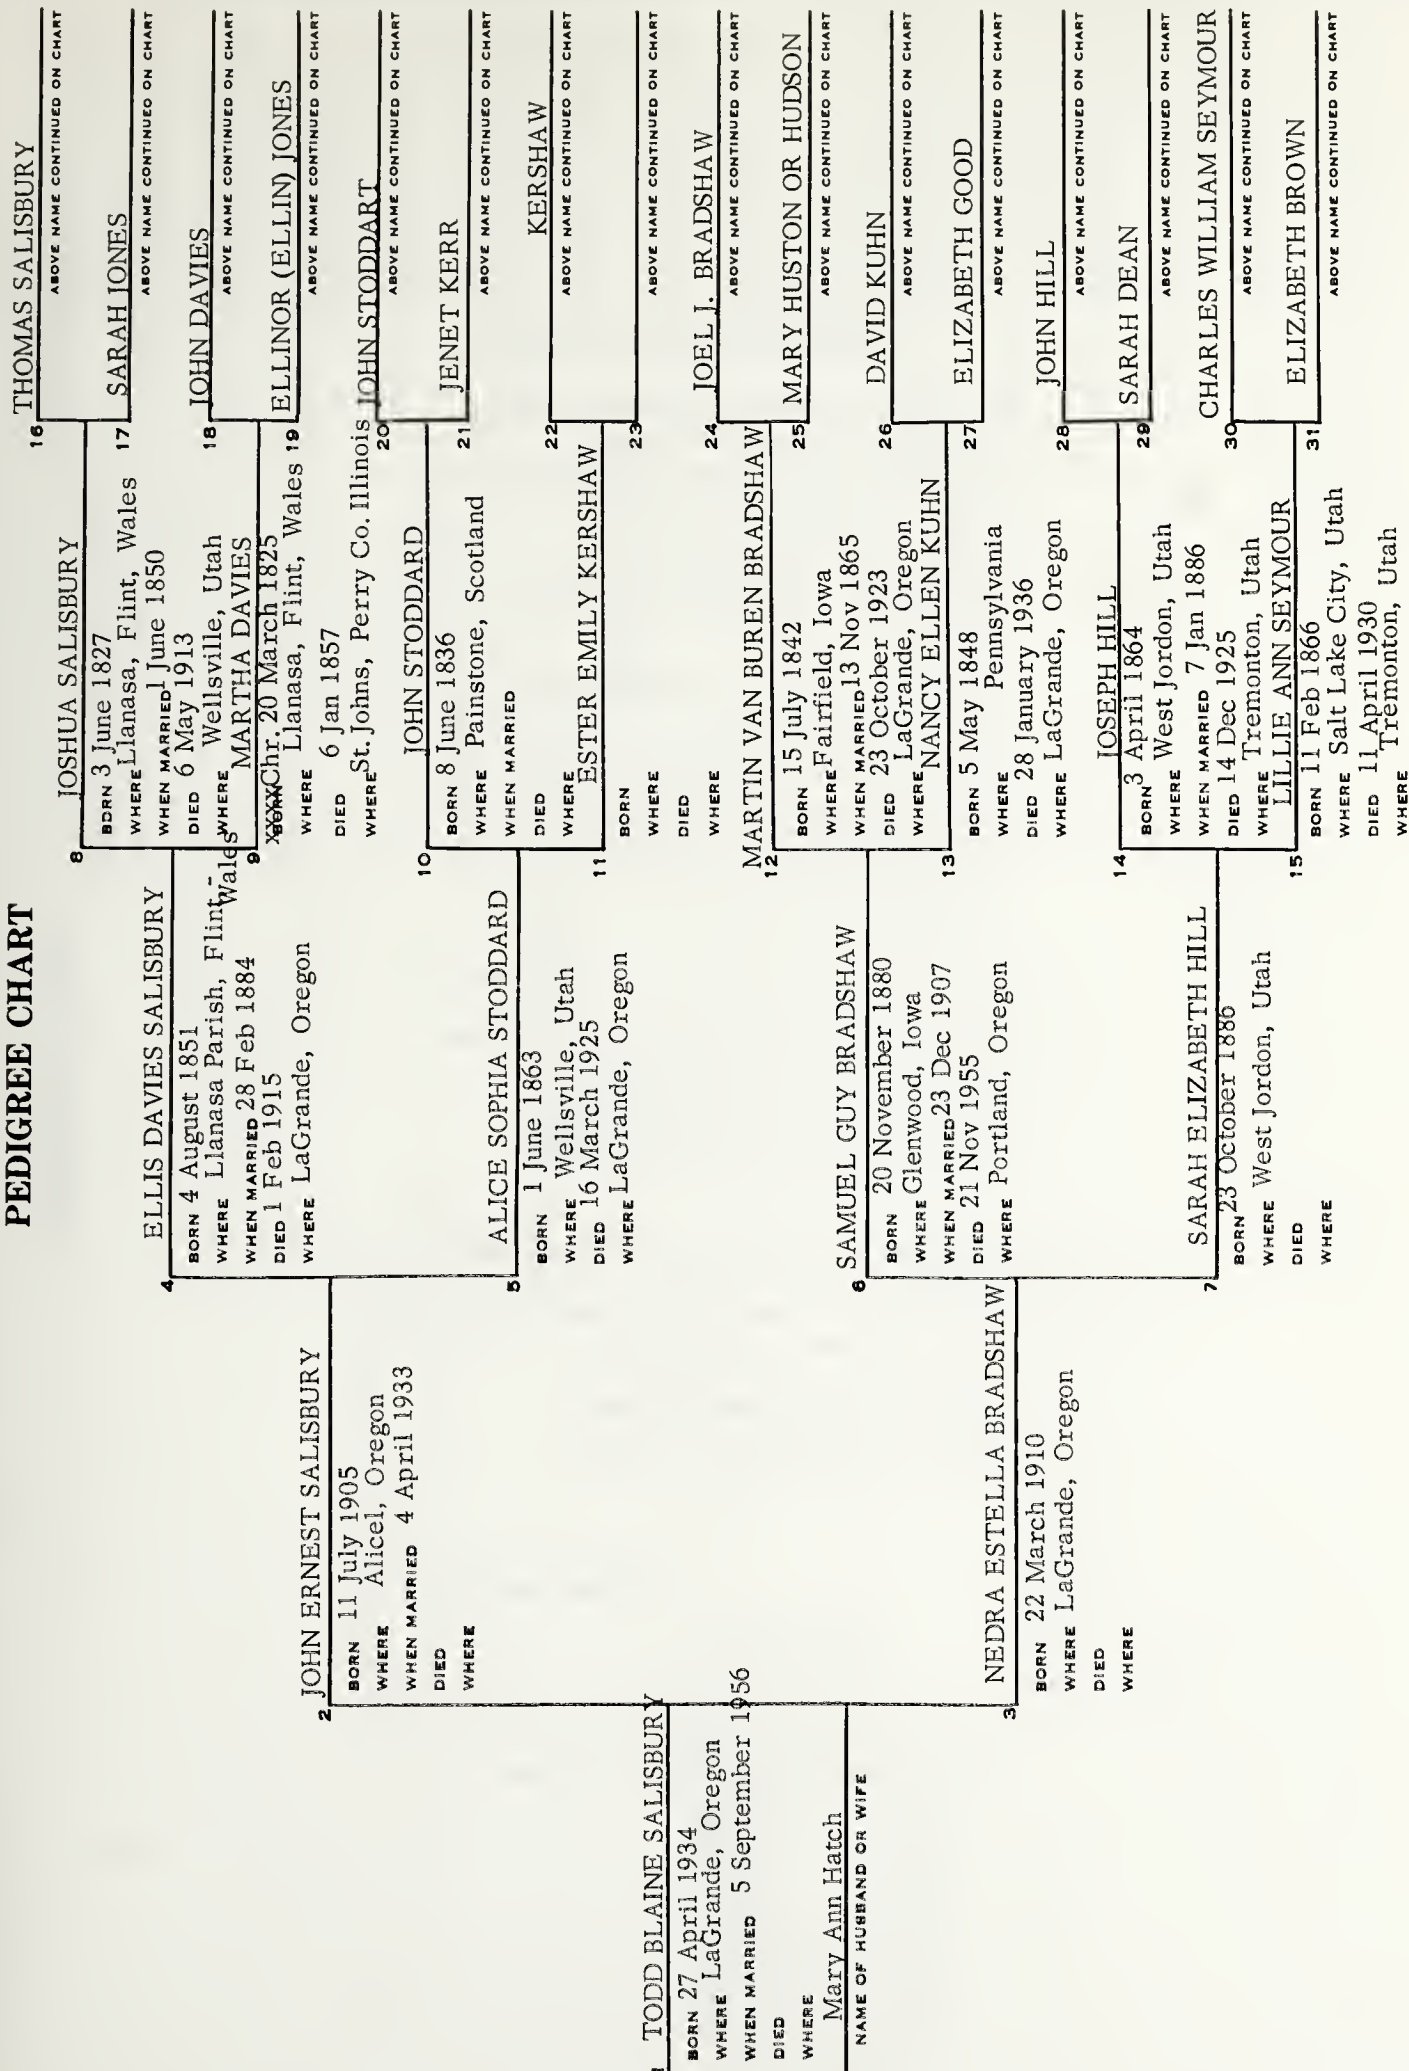 PEDIGREE CHART
TODD BLAINE SALISBURY
BORN 27 April 1934
WHERE LaGrande, Oregon
WHEN MARRIED 5 September 1956
DIED
WHERE
Mary Ann Hatch
NAME OF HUSBAND OR WIFE
2
JOHN ERNEST SALISBURY
BORN 11 July 1905
WHERE Alicel, Oregon
WHEN MARRIED 4 April 1933
DIED
WHERE
3
NEDRA ESTELLA BRADSHAW
BORN 22 March 1910
WHERE LaGrande, Oregon
DIED
WHERE
4
ELLIS DAVIES SALISBURY
BORN 4 August 1851
WHERE Llanasa Parish, Flint-
Wales
WHEN MARRIED 28 Feb 1884
DIED 1 Feb 1915
WHERE LaGrande, Oregon
5
ALICE SOPHIA STODDARD
BORN 1 June 1863
WHERE Wellsville, Utah
DIED 16 March 1925
WHERE LaGrande, Oregon
6
SAMUEL GUY BRADSHAW
BORN 20 November 1880
WHERE Glenwood, Iowa
WHEN MARRIED 23 Dec 1907
DIED 21 Nov 1955
WHERE Portland, Oregon
7
SARAH ELIZABETH HILL
BORN 23 October 1886
WHERE West Jordon, Utah
DIED
WHERE
8
JOSHUA SALISBURY
BORN 3 June 1827
WHERE Llanasa, Flint, Wales
WHEN MARRIED 1 June 1850
DIED 6 May 1913
WHERE Wellsville, Utah
9
MARTHA DAVIES
XXXX Chr. 20 March 1825
WHERE Llanasa, Flint, Wales
DIED 6 Jan 1857
WHERE St. Johns, Perry Co. Illinois
10
JOHN STODDARD
BORN 8 June 1836
WHERE Painstone, Scotland
WHEN MARRIED
DIED
WHERE
11
ESTER EMILY KERSHAW
BORN
WHERE
DIED
WHERE
12
MARTIN VAN BUREN BRADSHAW
BORN 15 July 1842
WHERE Fairfield, Iowa
WHEN MARRIED 13 Nov 1865
DIED 23 October 1923
WHERE LaGrande, Oregon
13
NANCY ELLEN KUHN
BORN 5 May 1848
WHERE Pennsylvania
DIED 28 January 1936
WHERE LaGrande, Oregon
14
JOSEPH HILL
BORN 3 April 1864
WHERE West Jordon, Utah
WHEN MARRIED 7 Jan 1886
DIED 14 Dec 1925
WHERE Tremonton, Utah
15
LILLIE ANN SEYMOUR
BORN 11 Feb 1866
WHERE Salt Lake City, Utah
DIED 11 April 1930
WHERE Tremonton, Utah
16
THOMAS SALISBURY
ABOVE NAME CONTINUED ON CHART
17
SARAH JONES
ABOVE NAME CONTINUED ON CHART
18
JOHN DAVIES
ABOVE NAME CONTINUED ON CHART
19
ELLINOR (ELLIN) JONES
ABOVE NAME CONTINUED ON CHART
20
JOHN STODDART
ABOVE NAME CONTINUED ON CHART
21
JENET KERR
ABOVE NAME CONTINUED ON CHART
22
KERSHAW
ABOVE NAME CONTINUED ON CHART
23
ABOVE NAME CONTINUED ON CHART
24
JOEL J. BRADSHAW
ABOVE NAME CONTINUED ON CHART
25
MARY HUSTON OR HUDSON
ABOVE NAME CONTINUED ON CHART
26
DAVID KUHN
ABOVE NAME CONTINUED ON CHART
27
ELIZABETH GOOD
ABOVE NAME CONTINUED ON CHART
28
JOHN HILL
ABOVE NAME CONTINUED ON CHART
29
SARAH DEAN
ABOVE NAME CONTINUED ON CHART
30
CHARLES WILLIAM SEYMOUR
ABOVE NAME CONTINUED ON CHART
31
ELIZABETH BROWN
ABOVE NAME CONTINUED ON CHART